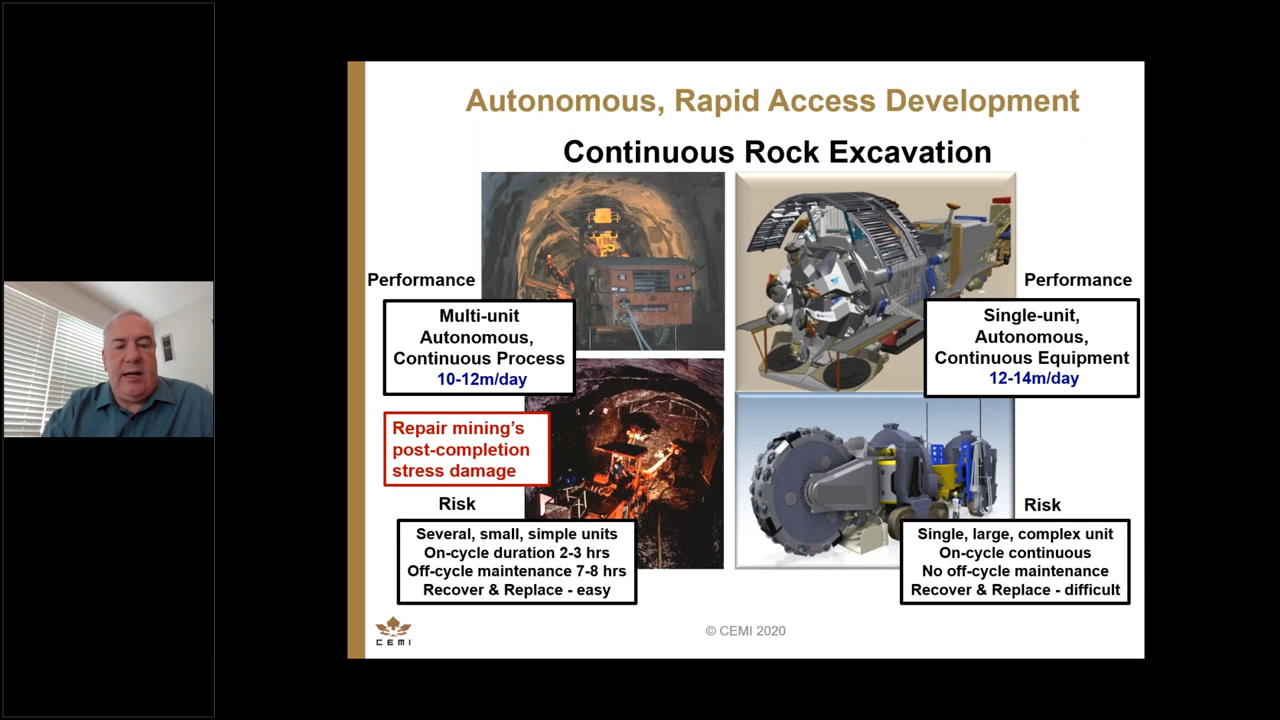 Autonomous, Rapid Access Development
Continuous Rock Excavation
Performance
Multi-unit
Autonomous,
Continuous Process
10-12m/day
Repair mining's
post-completion
stress damage
Risk
Several, small, simple units
On-cycle duration 2-3 hrs
Off-cycle maintenance 7-8 hrs
Recover & Replace - easy
Performance
Single-unit,
Autonomous,
Continuous Equipment
12-14m/day
Risk
Single, large, complex unit
On-cycle continuous
No off-cycle maintenance
Recover & Replace - difficult
CEMI
© CEMI 2020